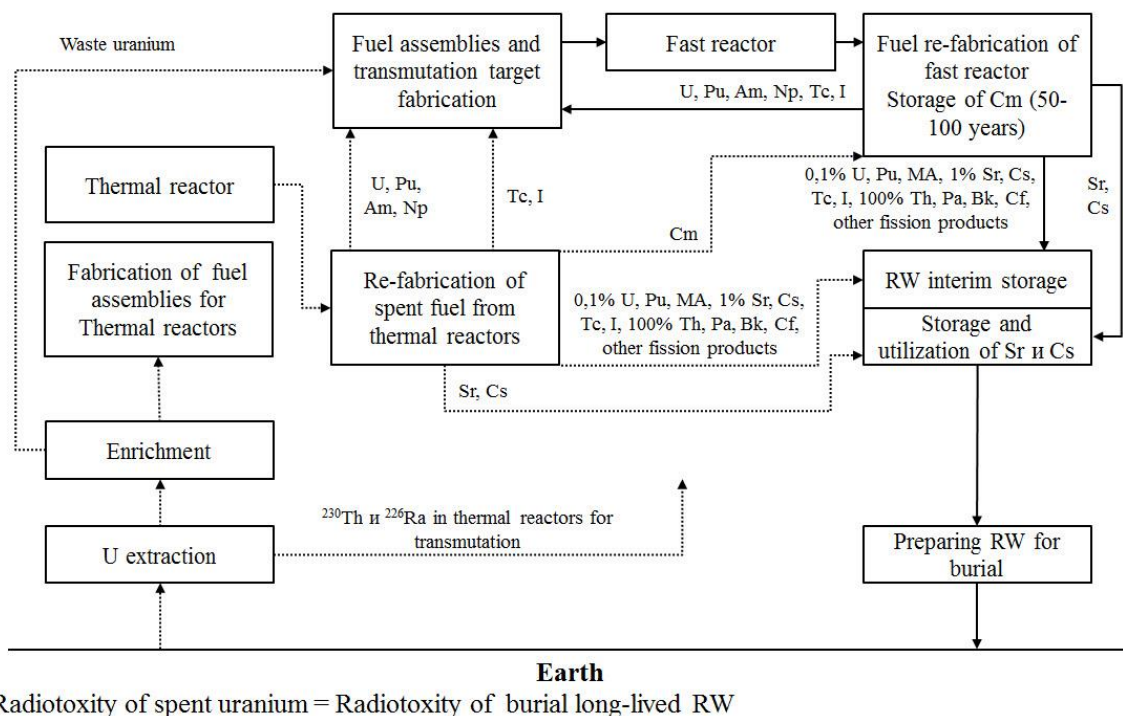 Waste uranium
Fuel assemblies and
transmutation target
fabrication
Fast reactor
Fuel re-fabrication of
fast reactor
Storage of Cm (50-
100 years)
U, Pu, Am, Np, Tc, I
Thermal reactor
U, Pu,
Am, Np
Tc, I
Cm
0,1% U, Pu, MA, 1% Sr, Cs,
Tc, I, 100% Th, Pa, Bk, Cf,
other fission products
Sr,
Cs
Fabrication of fuel
assemblies for
Thermal reactors
Re-fabrication of
spent fuel from
thermal reactors
0,1% U, Pu, MA, 1% Sr, Cs,
Tc, I, 100% Th, Pa, Bk, Cf,
other fission products
RW interim storage
Storage and
utilization of Sr и Cs
Sr, Cs
Enrichment
²³⁰Th и ²²⁶Ra in thermal reactors for
transmutation
U extraction
Preparing RW for
burial
Earth
Radiotoxity of spent uranium = Radiotoxity of burial long-lived RW